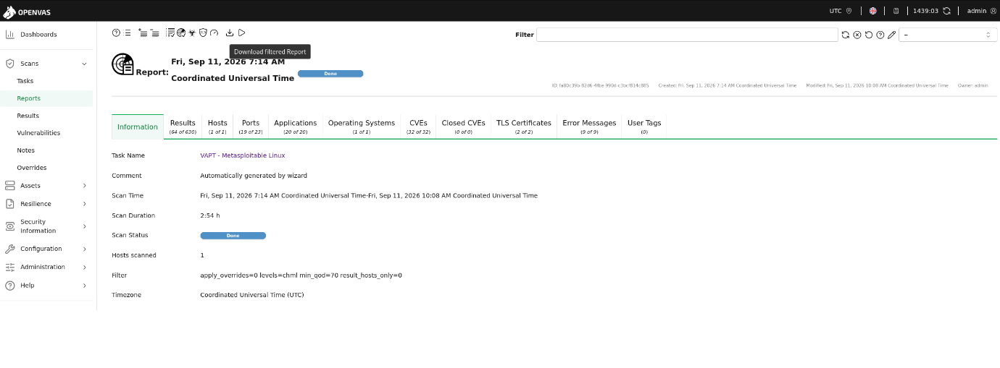 OPENVAS
UTC
1439:03
admin
Dashboards
Scans
Tasks
Reports
Results
Vulnerabilities
Notes
Overrides
Assets
Resilience
Security
Information
Configuration
Administration
Help
Filter
--
Download filtered Report
Report:
Fri, Sep 11, 2026 7:14 AM
Coordinated Universal Time
Done
ID: fa80c39b-82d6-4fbe-990d-c3bcf814c885 Created: Fri, Sep 11, 2026 7:14 AM Coordinated Universal Time Modified: Fri, Sep 11, 2026 10:08 AM Coordinated Universal Time Owner: admin
Information
Results
(64 of 630)
Hosts
(1 of 1)
Ports
(19 of 23)
Applications
(20 of 20)
Operating Systems
(1 of 1)
CVEs
(32 of 32)
Closed CVEs
(0 of 0)
TLS Certificates
(2 of 2)
Error Messages
(9 of 9)
User Tags
(0)
Task Name VAPT - Metasploitable Linux
Comment Automatically generated by wizard
Scan Time Fri, Sep 11, 2026 7:14 AM Coordinated Universal Time-Fri, Sep 11, 2026 10:08 AM Coordinated Universal Time
Scan Duration 2:54 h
Scan Status Done
Hosts scanned 1
Filter apply_overrides=0 levels=chml min_qod=70 result_hosts_only=0
Timezone Coordinated Universal Time (UTC)